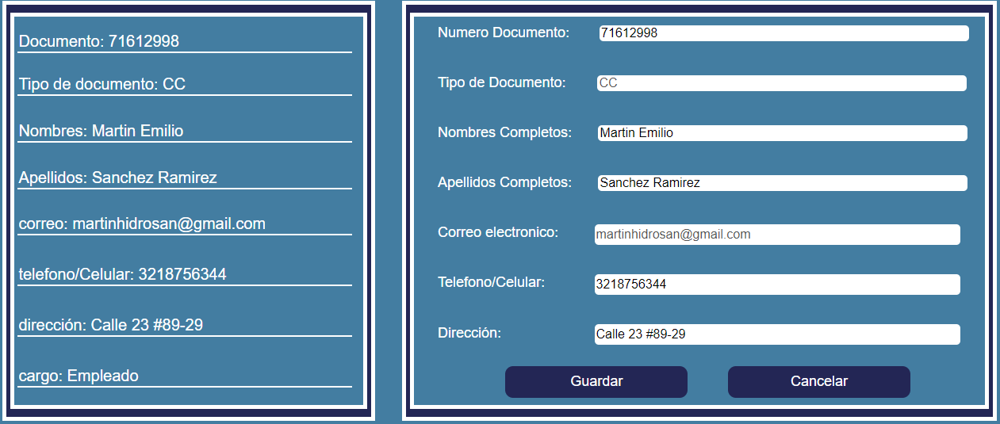 Documento: 71612998
Tipo de documento: CC
Nombres: Martin Emilio
Apellidos: Sanchez Ramirez
correo: martinhidrosan@gmail.com
telefono/Celular: 3218756344
dirección: Calle 23 #89-29
cargo: Empleado
Numero Documento: 71612998
Tipo de Documento: CC
Nombres Completos: Martin Emilio
Apellidos Completos: Sanchez Ramirez
Correo electronico: martinhidrosan@gmail.com
Telefono/Celular: 3218756344
Dirección: Calle 23 #89-29
Guardar Cancelar